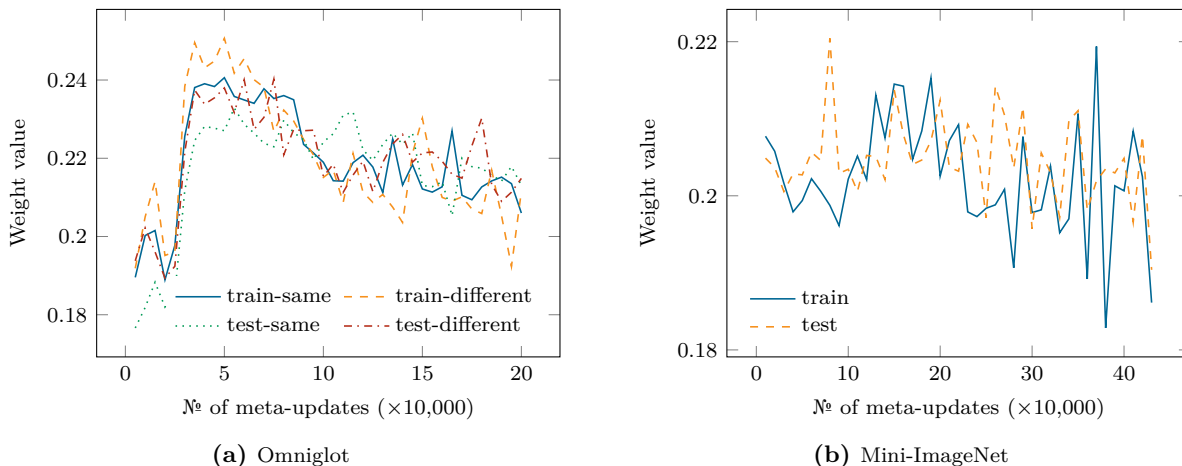 0.24
0.22
0.2
0.18
Weight value
train-same
train-different
test-same
test-different
0 5 10 15 20
№ of meta-updates (×10,000)
(a) Omniglot
0.22
0.2
0.18
Weight value
train
test
0 10 20 30 40
№ of meta-updates (×10,000)
(b) Mini-ImageNet